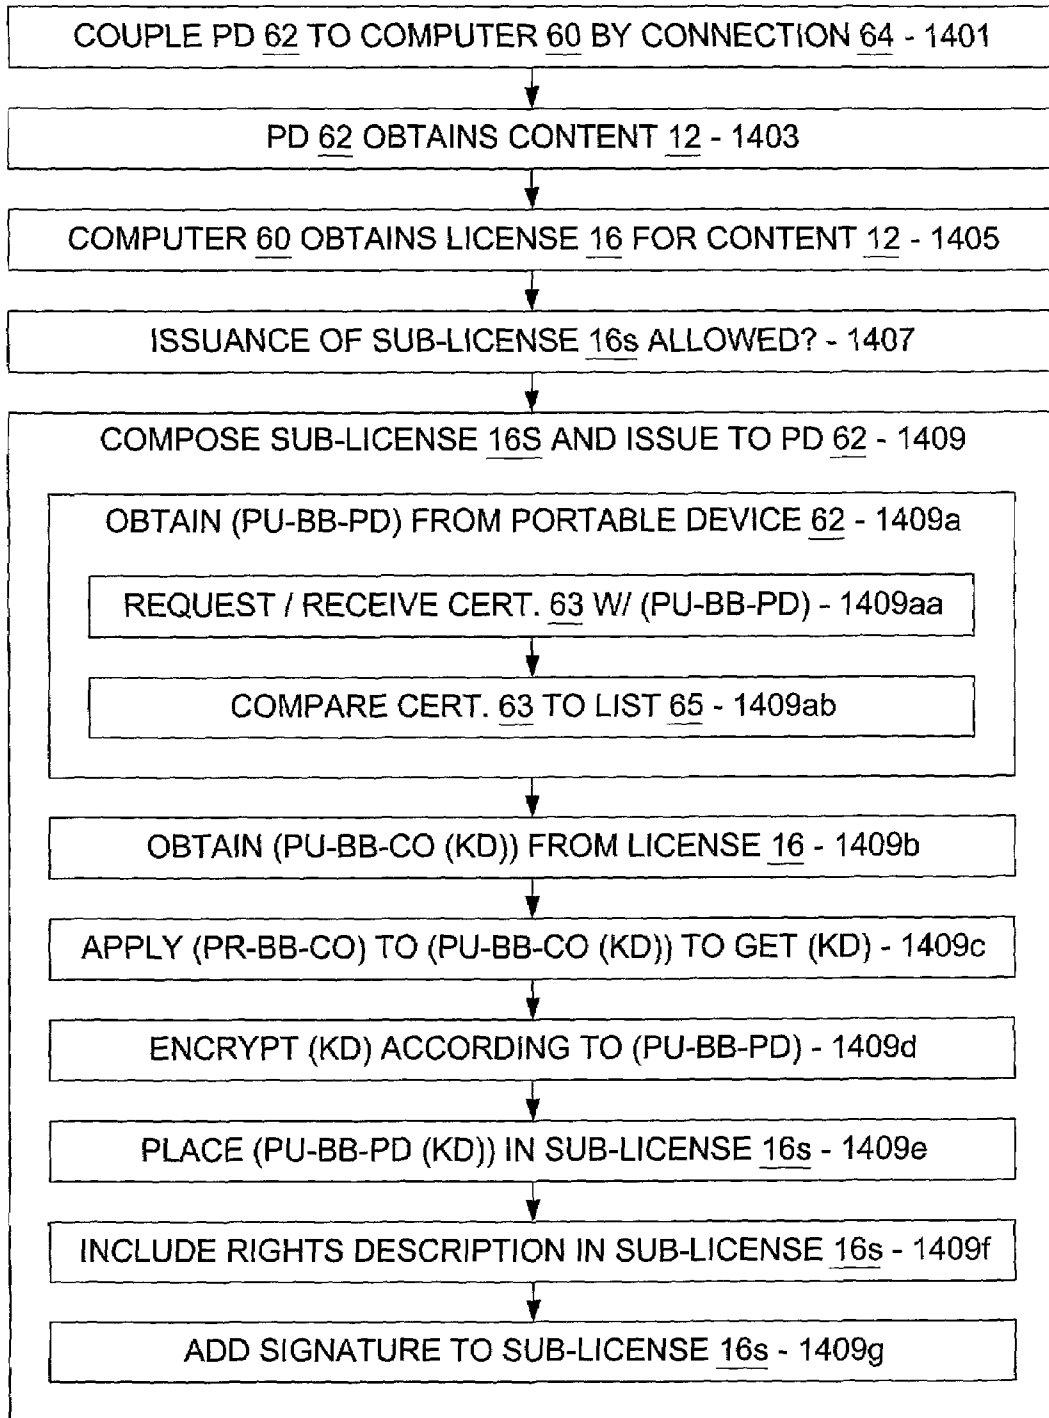 COUPLE PD 62 TO COMPUTER 60 BY CONNECTION 64 - 1401
PD 62 OBTAINS CONTENT 12 - 1403
COMPUTER 60 OBTAINS LICENSE 16 FOR CONTENT 12 - 1405
ISSUANCE OF SUB-LICENSE 16s ALLOWED? - 1407
COMPOSE SUB-LICENSE 16S AND ISSUE TO PD 62 - 1409
OBTAIN (PU-BB-PD) FROM PORTABLE DEVICE 62 - 1409a
REQUEST / RECEIVE CERT. 63 W/ (PU-BB-PD) - 1409aa
COMPARE CERT. 63 TO LIST 65 - 1409ab
OBTAIN (PU-BB-CO (KD)) FROM LICENSE 16 - 1409b
APPLY (PR-BB-CO) TO (PU-BB-CO (KD)) TO GET (KD) - 1409c
ENCRYPT (KD) ACCORDING TO (PU-BB-PD) - 1409d
PLACE (PU-BB-PD (KD)) IN SUB-LICENSE 16s - 1409e
INCLUDE RIGHTS DESCRIPTION IN SUB-LICENSE 16s - 1409f
ADD SIGNATURE TO SUB-LICENSE 16s - 1409g